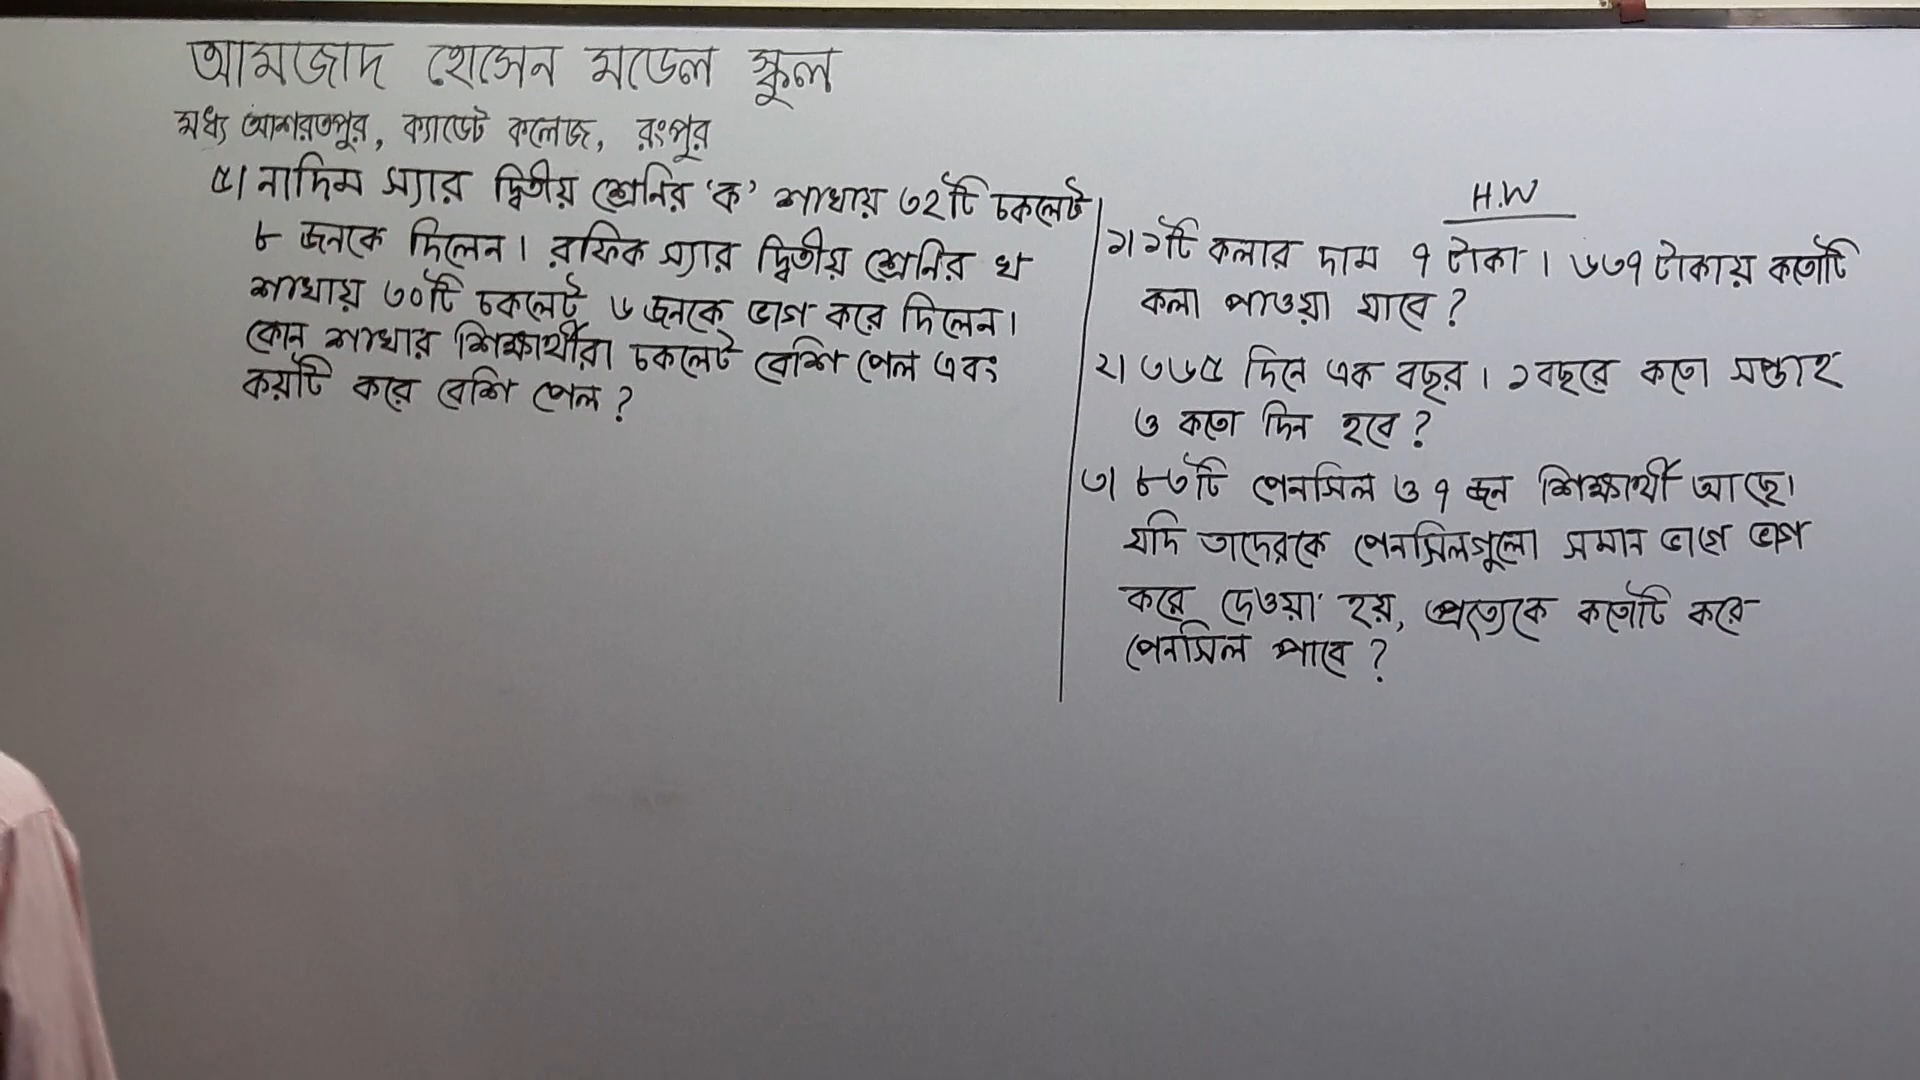 আমজাদ হোসেন মডেল স্কুল
মধ্য আশরতপুর, ক্যাডেট কলেজ, রংপুর
৫। নাদিম স্যার দ্বিতীয় শ্রেনির ‘ক’ শাখায় ৩২টি চকলেট
৮ জনকে দিলেন। রফিক স্যার দ্বিতীয় শ্রেনির খ
শাখায় ৩০টি চকলেট ৬ জনকে ভাগ করে দিলেন।
কোন শাখার শিক্ষার্থীরা চকলেট বেশি পেল এবং
কয়টি করে বেশি পেল?
H.W
১। ১টি কলার দাম ৭ টাকা। ৬৩৭ টাকায় কতোটি
কলা পাওয়া যাবে?
২। ৩৬৫ দিনে এক বছর। ১বছরে কতো সপ্তাহ
ও কতো দিন হবে?
৩। ৮৩টি পেনসিল ও ৭ জন শিক্ষার্থী আছে।
যদি তাদেরকে পেনসিলগুলো সমান ভাগে ভাগ
করে দেওয়া হয়, প্রত্যেকে কতোটি করে
পেনসিল পাবে?